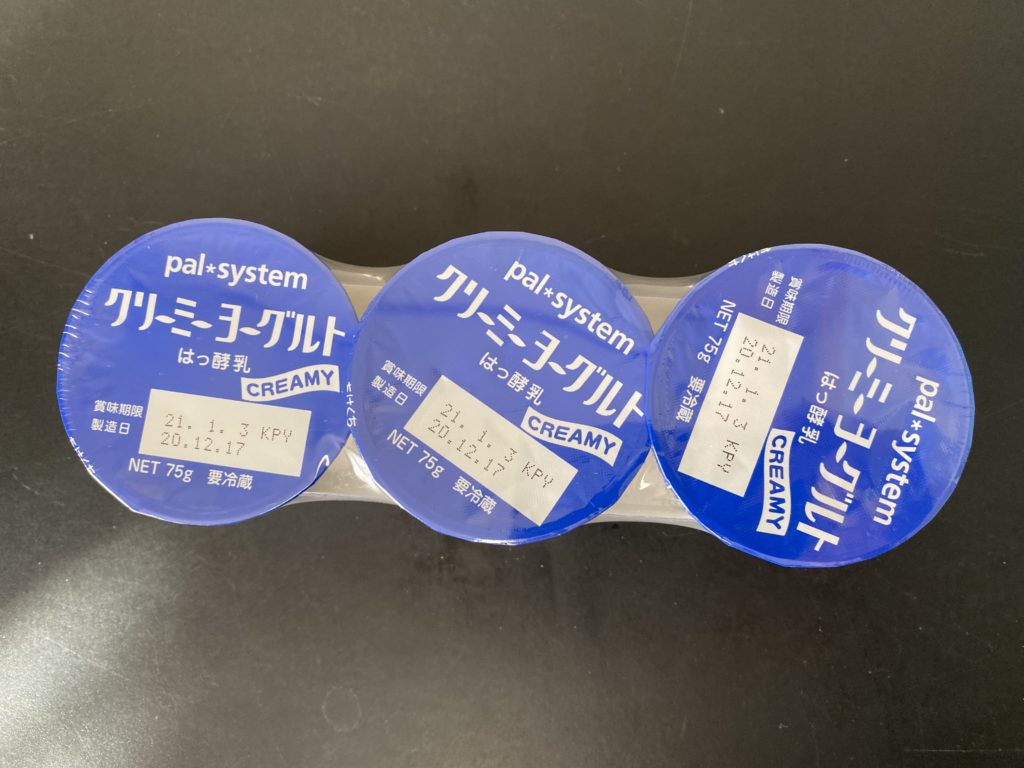 pal*system
クリーミーヨーグルト
はっ酵乳
CREAMY
賞味期限
製造日
21. 1. 3 KPY
20.12.17
NET 75g 要冷蔵
pal*system
クリーミーヨーグルト
はっ酵乳
CREAMY
賞味期限
製造日
21. 1. 3 KPY
20.12.17
NET 75g 要冷蔵
pal*system
クリーミーヨーグルト
はっ酵乳
CREAMY
賞味期限
製造日
21. 1. 3 KPY
20.12.17
NET 75g 要冷蔵